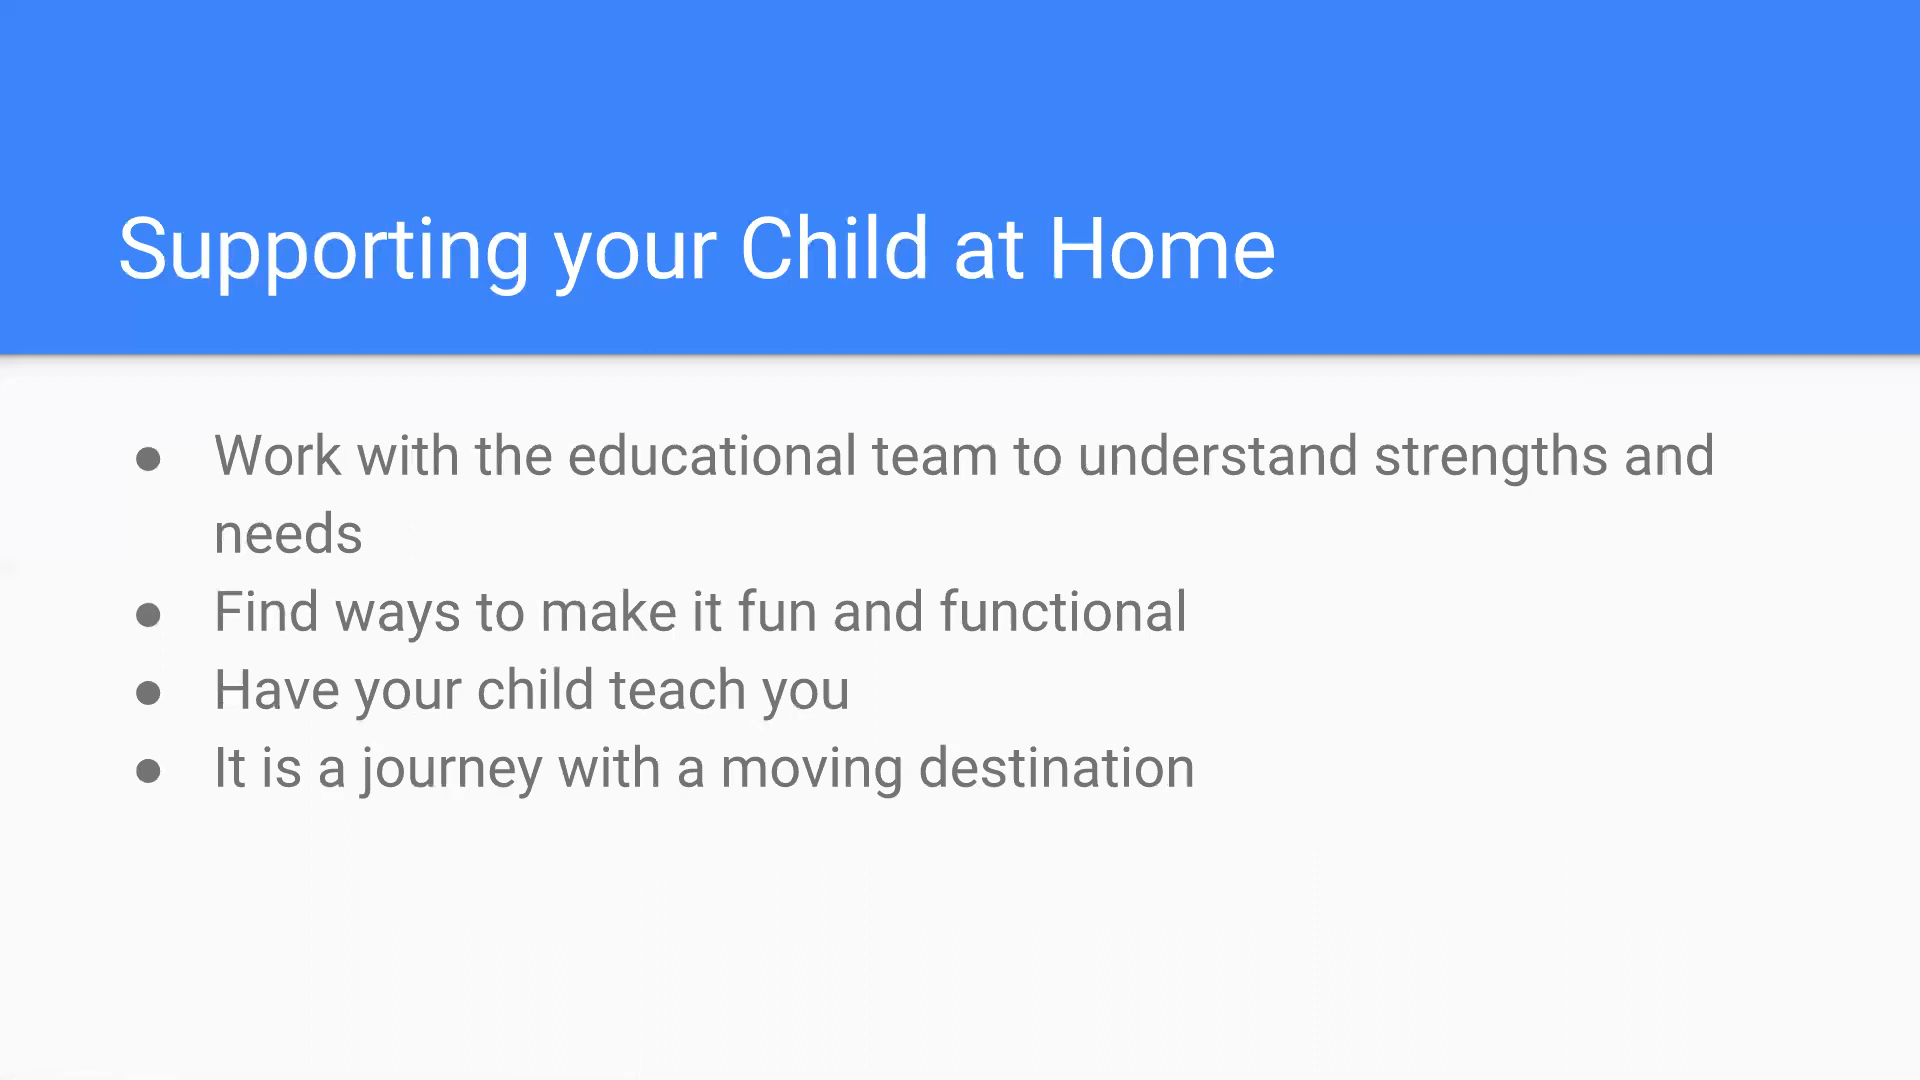 Supporting your Child at Home
● Work with the educational team to understand strengths and
needs
● Find ways to make it fun and functional
● Have your child teach you
● It is a journey with a moving destination